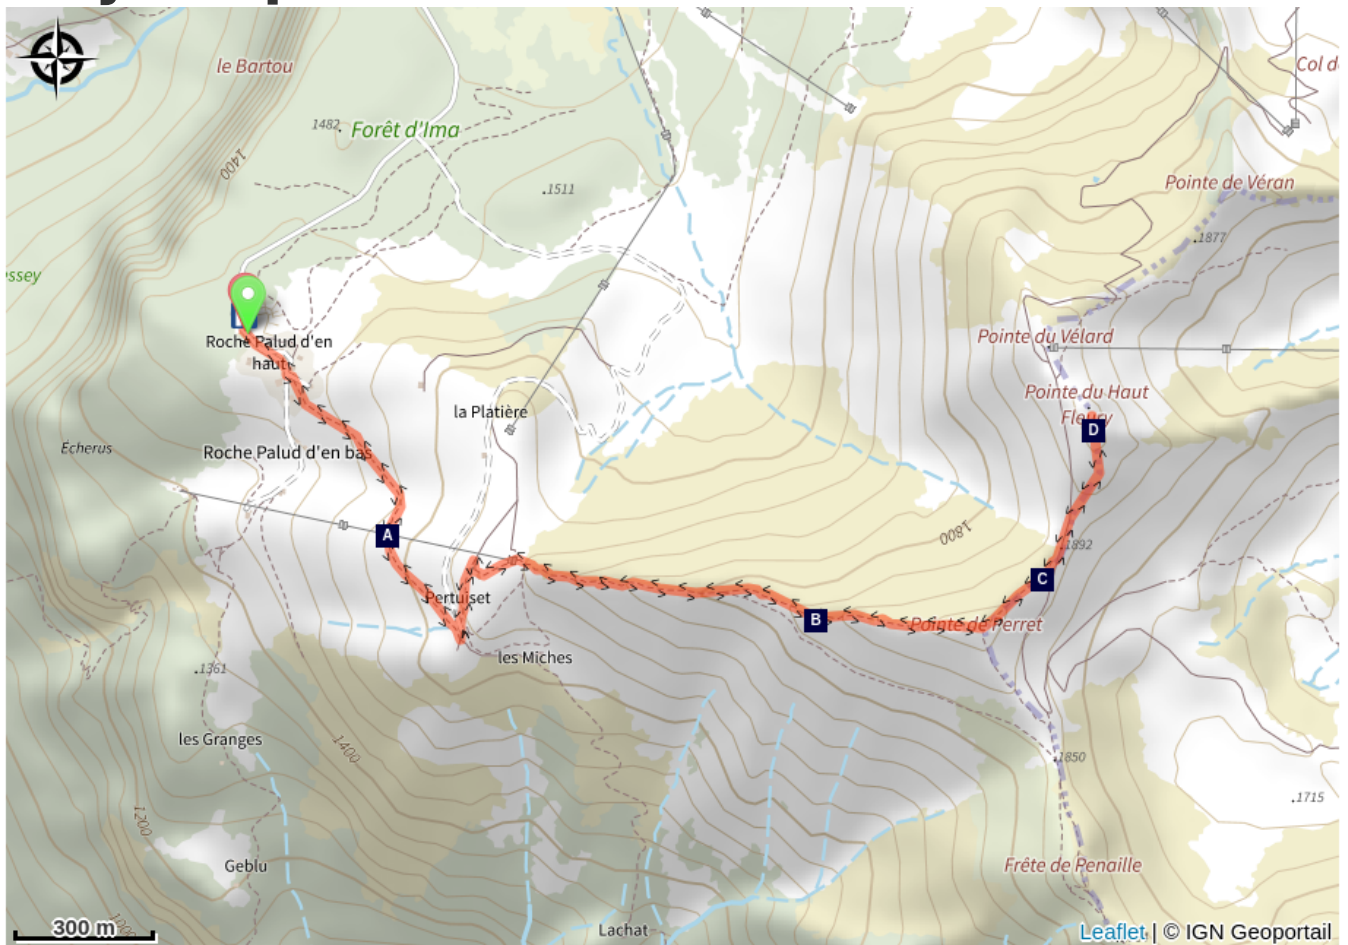 le Bartou
Col d
1482
Forêt d'Ima
1400
.1511
Pointe de Véran
.1877
ssey
Roche Palud d'en
haut
Pointe du Vélard
Pointe du Haut
Fleury
la Platière
D
Echerus
Roche Palud d'en bas
A
1800
1892
C
Pertuiset
B
Pointe de Perret
les Miches
.1361
les Granges
1400
.1850
.1715
1200
Geblu
Frête de Penaille
1000
300 m
Lachat
Leaflet | © IGN Geoportail